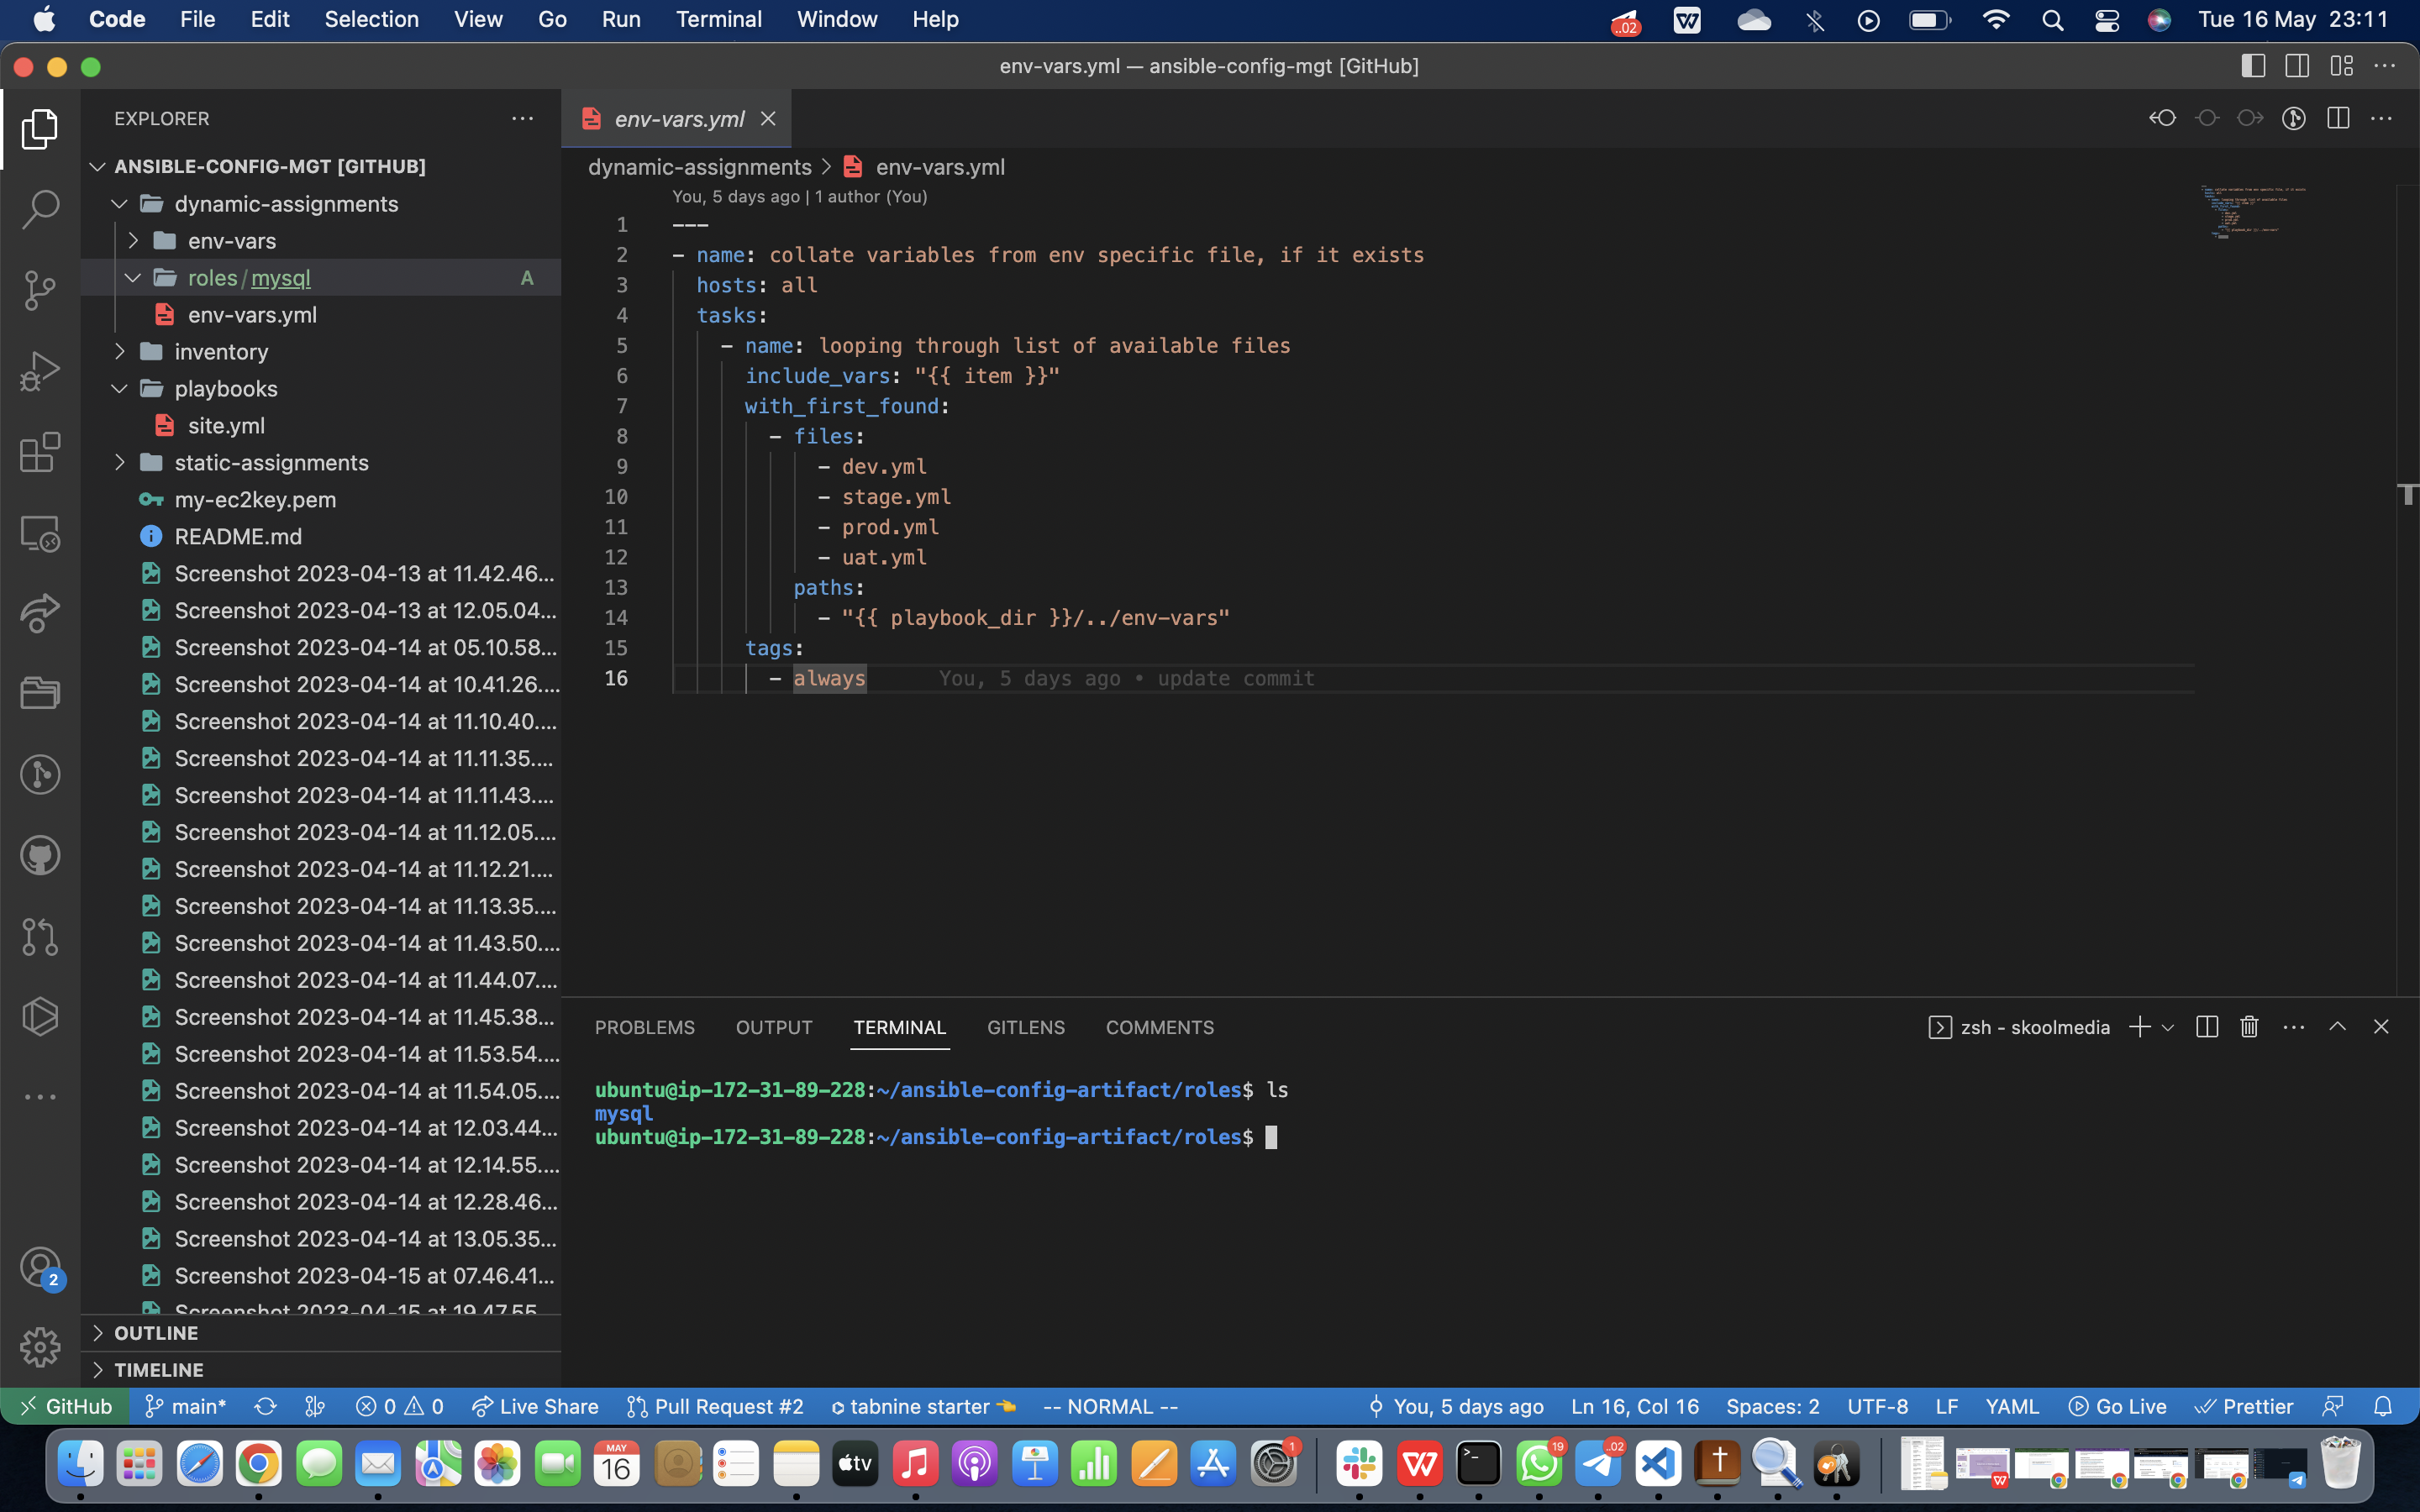 Code File Edit Selection View Go Run Terminal Window Help
..02
Tue 16 May 23:11
env-vars.yml — ansible-config-mgt [GitHub]
EXPLORER
ANSIBLE-CONFIG-MGT [GITHUB]
dynamic-assignments
env-vars
roles/mysql A
env-vars.yml
inventory
playbooks
site.yml
static-assignments
my-ec2key.pem
README.md
Screenshot 2023-04-13 at 11.42.46...
Screenshot 2023-04-13 at 12.05.04...
Screenshot 2023-04-14 at 05.10.58...
Screenshot 2023-04-14 at 10.41.26....
Screenshot 2023-04-14 at 11.10.40....
Screenshot 2023-04-14 at 11.11.35....
Screenshot 2023-04-14 at 11.11.43....
Screenshot 2023-04-14 at 11.12.05....
Screenshot 2023-04-14 at 11.12.21....
Screenshot 2023-04-14 at 11.13.35....
Screenshot 2023-04-14 at 11.43.50....
Screenshot 2023-04-14 at 11.44.07....
Screenshot 2023-04-14 at 11.45.38...
Screenshot 2023-04-14 at 11.53.54....
Screenshot 2023-04-14 at 11.54.05....
Screenshot 2023-04-14 at 12.03.44...
Screenshot 2023-04-14 at 12.14.55....
Screenshot 2023-04-14 at 12.28.46...
Screenshot 2023-04-14 at 13.05.35...
Screenshot 2023-04-15 at 07.46.41...
Screenshot 2023-04-15 at 19.47.55
OUTLINE
TIMELINE
2
env-vars.yml
dynamic-assignments > env-vars.yml
You, 5 days ago | 1 author (You)
1 ---
2 - name: collate variables from env specific file, if it exists
3 hosts: all
4 tasks:
5 - name: looping through list of available files
6 include_vars: "{{ item }}"
7 with_first_found:
8 - files:
9 - dev.yml
10 - stage.yml
11 - prod.yml
12 - uat.yml
13 paths:
14 - "{{ playbook_dir }}/../env-vars"
15 tags:
16 - always You, 5 days ago • update commit
PROBLEMS OUTPUT TERMINAL GITLENS COMMENTS
zsh - skoolmedia
ubuntu@ip-172-31-89-228:~/ansible-config-artifact/roles$ ls
mysql
ubuntu@ip-172-31-89-228:~/ansible-config-artifact/roles$
GitHub main* 0 0 Live Share Pull Request #2 tabnine starter -- NORMAL -- You, 5 days ago Ln 16, Col 16 Spaces: 2 UTF-8 LF YAML Go Live Prettier
MAY
16
tv
1
19
..02